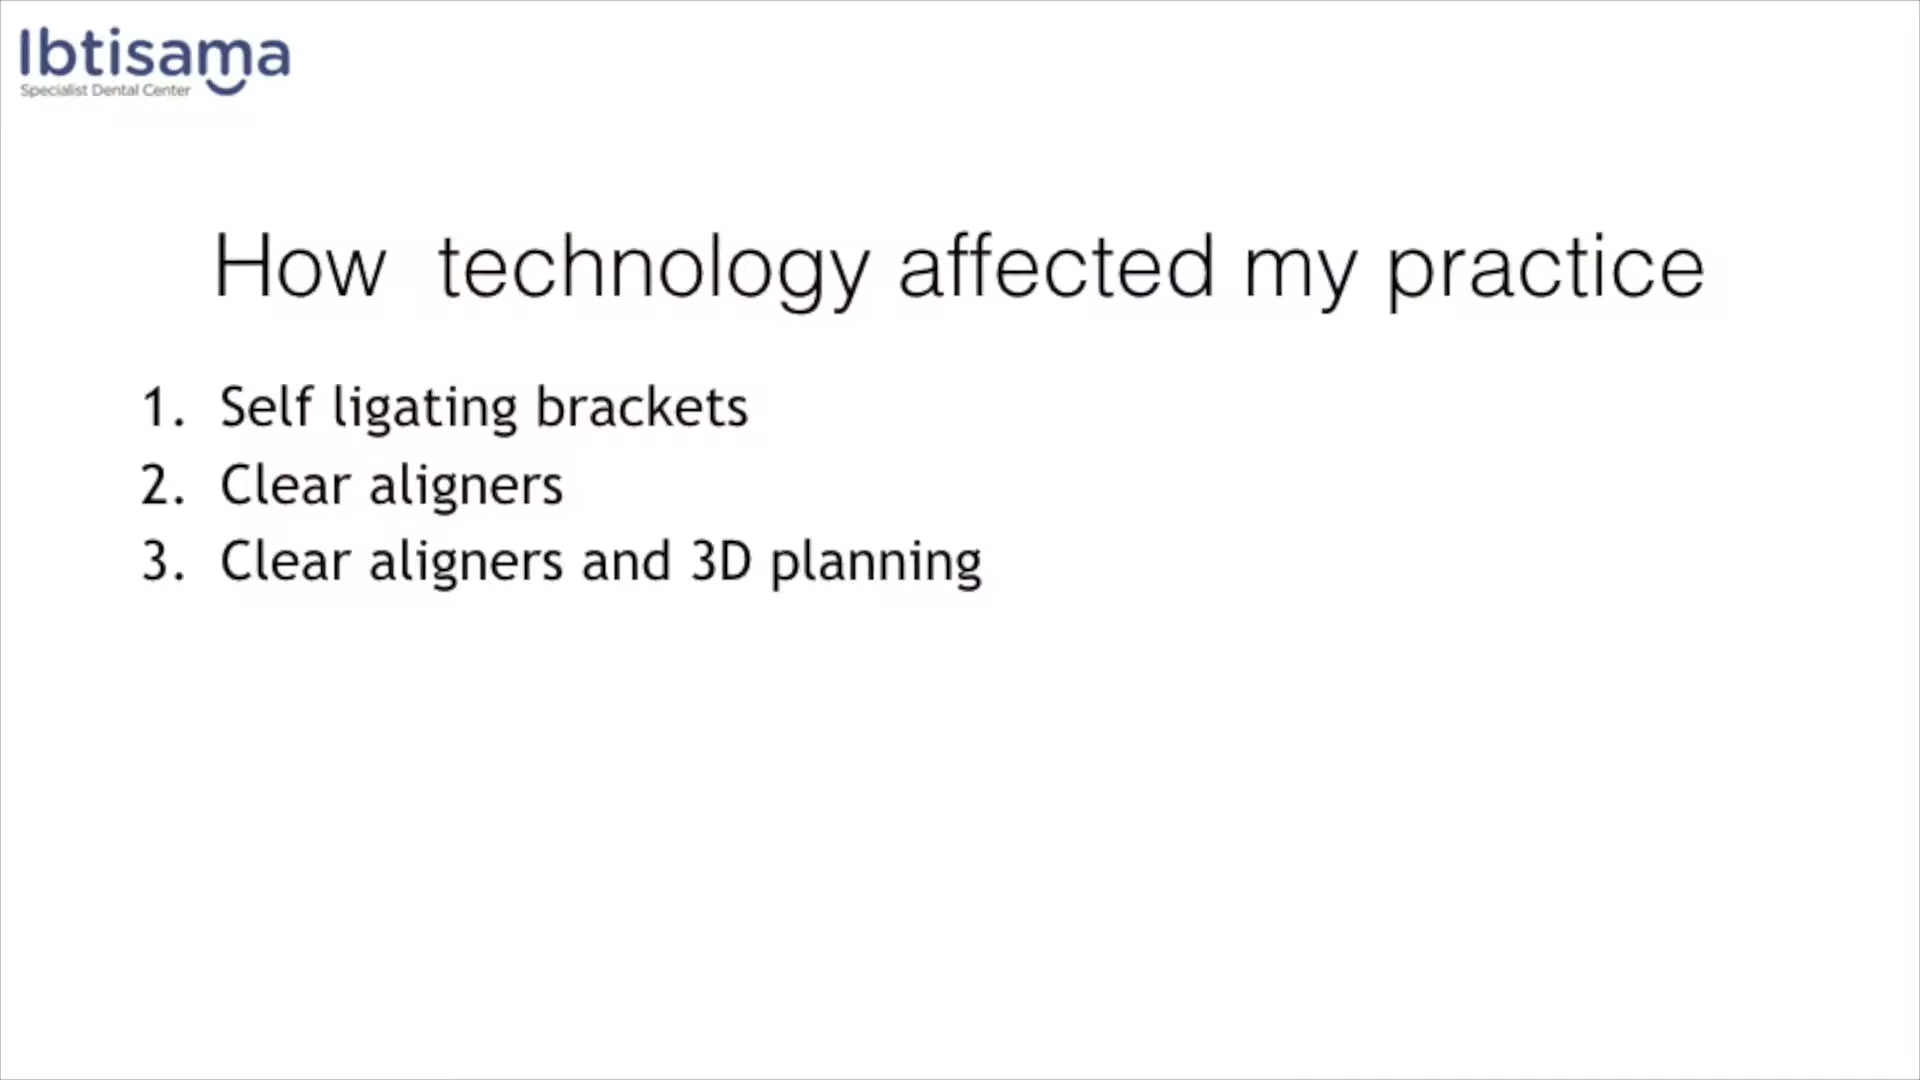 Ibtisama
Specialist Dental Center
How technology affected my practice
1. Self ligating brackets
2. Clear aligners
3. Clear aligners and 3D planning